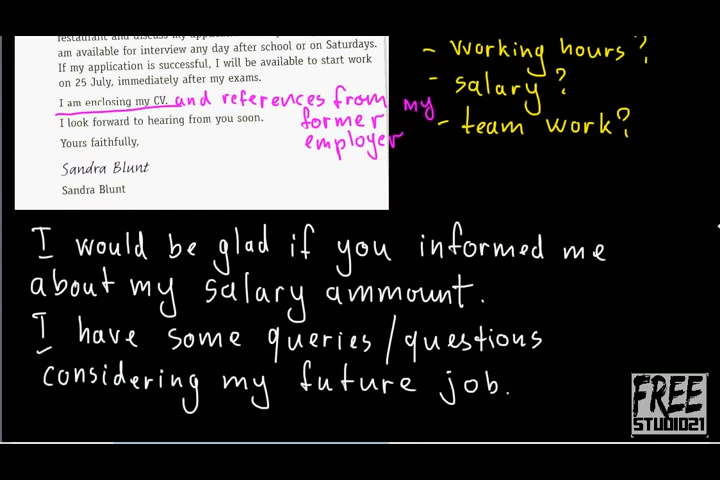 restaurant and discuss my
am available for interview any day after school or on Saturdays.
If my application is successful, I will be available to start work
on 25 July, immediately after my exams.
I am enclosing my CV. and references from my
former
employer
I look forward to hearing from you soon.
Yours faithfully,
Sandra Blunt
Sandra Blunt
- Working hours?
- salary?
- team work?
I would be glad if you informed me
about my salary ammount.
I have some queries/questions
considering my future job.
FREE
STUDIO21